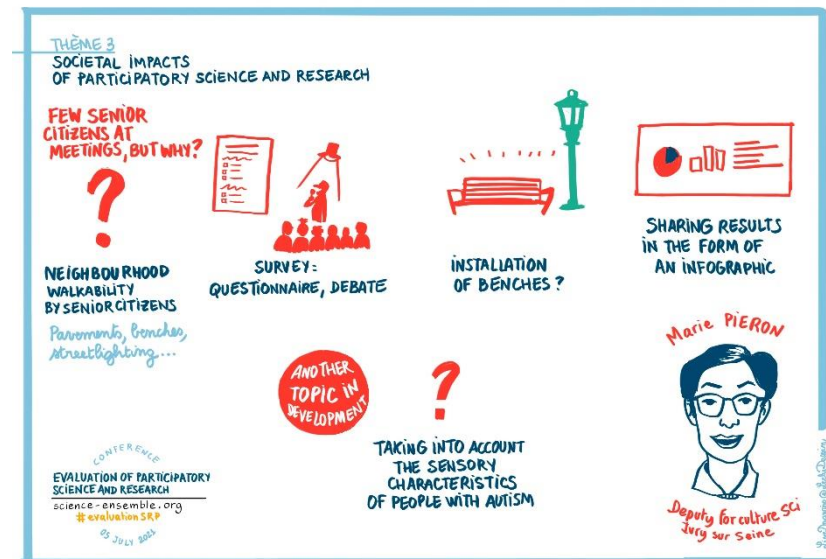 THÈME 3
SOCIETAL IMPACTS
OF PARTICIPATORY SCIENCE AND RESEARCH
FEW SENIOR
CITIZENS AT
MEETINGS, BUT WHY?
?
NEIGHBOURHOOD
WALKABILITY
BY SENIOR CITIZENS
Pavements, benches,
streetlighting...
SURVEY:
QUESTIONNAIRE, DEBATE
INSTALLATION
OF BENCHES?
SHARING RESULTS
IN THE FORM OF
AN INFOGRAPHIC
ANOTHER
TOPIC IN
DEVELOPMENT
?
TAKING INTO ACCOUNT
THE SENSORY
CHARACTERISTICS
OF PEOPLE WITH AUTISM
Marie PIERON
Deputy for culture SCi
Ivry sur Seine
CONFERENCE
EVALUATION OF PARTICIPATORY
SCIENCE AND RESEARCH
science-ensemble.org
#evaluationSRP
05 JULY 2021